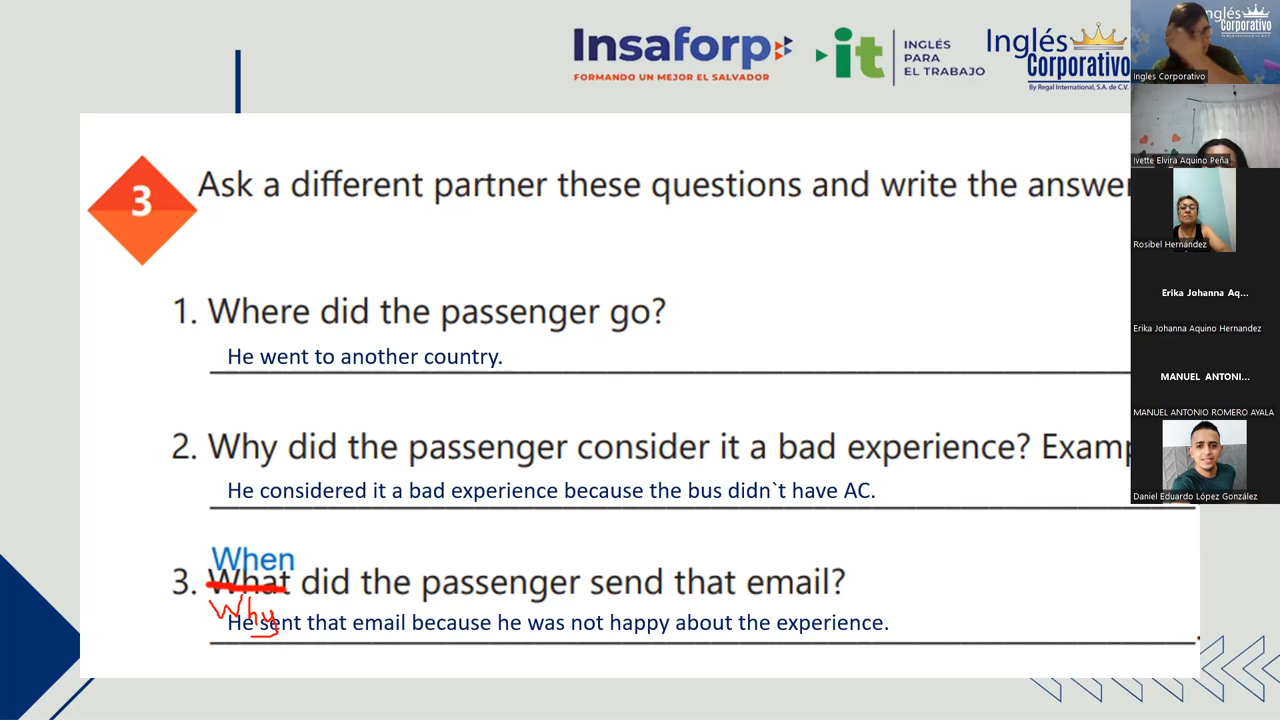 Insaforp
FORMANDO UN MEJOR EL SALVADOR
it
INGLÉS
PARA
EL TRABAJO
Inglés
Corporativo
By Regal International, S.A. de C.V.
nglés
Corporativo
Ingles Corporativo
Ivette Elvira Aquino Peña
Rosibel Hernández
Erika Johanna Aq...
Erika Johanna Aquino Hernandez
MANUEL ANTONI...
MANUEL ANTONIO ROMERO AYALA
Daniel Eduardo López González
3
Ask a different partner these questions and write the answer
1. Where did the passenger go?
He went to another country.
2. Why did the passenger consider it a bad experience? Examp
He considered it a bad experience because the bus didn`t have AC.
When
3. What did the passenger send that email?
Why
He sent that email because he was not happy about the experience.